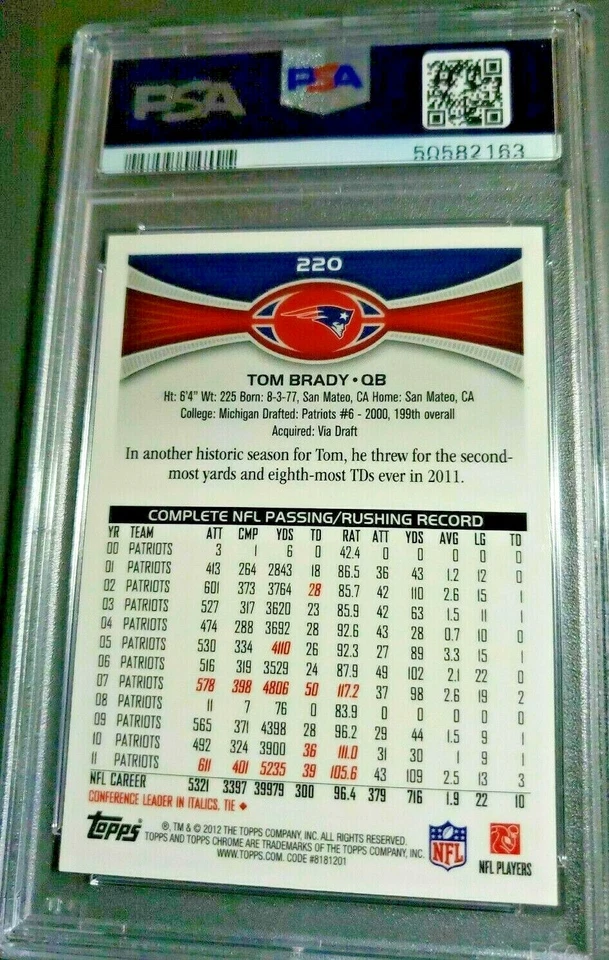 PSA PSA
50582163
220
TOM BRADY • QB
Ht: 6'4" Wt: 225 Born: 8-3-77, San Mateo, CA Home: San Mateo, CA
College: Michigan Drafted: Patriots #6 - 2000, 199th overall
Acquired: Via Draft
In another historic season for Tom, he threw for the second-
most yards and eighth-most TDs ever in 2011.
COMPLETE NFL PASSING/RUSHING RECORD
YR TEAM ATT CMP YDS TD RAT ATT YDS AVG LG TD
00 PATRIOTS 3 1 6 0 42.4 0 0 0 0 0
01 PATRIOTS 413 264 2843 18 86.5 36 43 1.2 12 0
02 PATRIOTS 601 373 3764 28 85.7 42 110 2.6 15 1
03 PATRIOTS 527 317 3620 23 85.9 42 63 1.5 11 1
04 PATRIOTS 474 288 3692 28 92.6 43 28 0.7 10 0
05 PATRIOTS 530 334 4110 26 92.3 27 89 3.3 15 1
06 PATRIOTS 516 319 3529 24 87.9 49 102 2.1 22 0
07 PATRIOTS 578 398 4806 50 117.2 37 98 2.6 19 2
08 PATRIOTS 11 7 76 0 83.9 0 0 0 0 0
09 PATRIOTS 565 371 4398 28 96.2 29 44 1.5 9 1
10 PATRIOTS 492 324 3900 36 111.0 31 30 1 9 1
11 PATRIOTS 611 401 5235 39 105.6 43 109 2.5 13 3
NFL CAREER 5321 3397 39979 300 96.4 379 716 1.9 22 10
CONFERENCE LEADER IN ITALICS. TIE ♦
Topps
®, TM & © 2012 THE TOPPS COMPANY, INC. ALL RIGHTS RESERVED.
TOPPS AND TOPPS CHROME ARE TRADEMARKS OF THE TOPPS COMPANY, INC.
WWW.TOPPS.COM. CODE #8181201
NFL
NFL PLAYERS